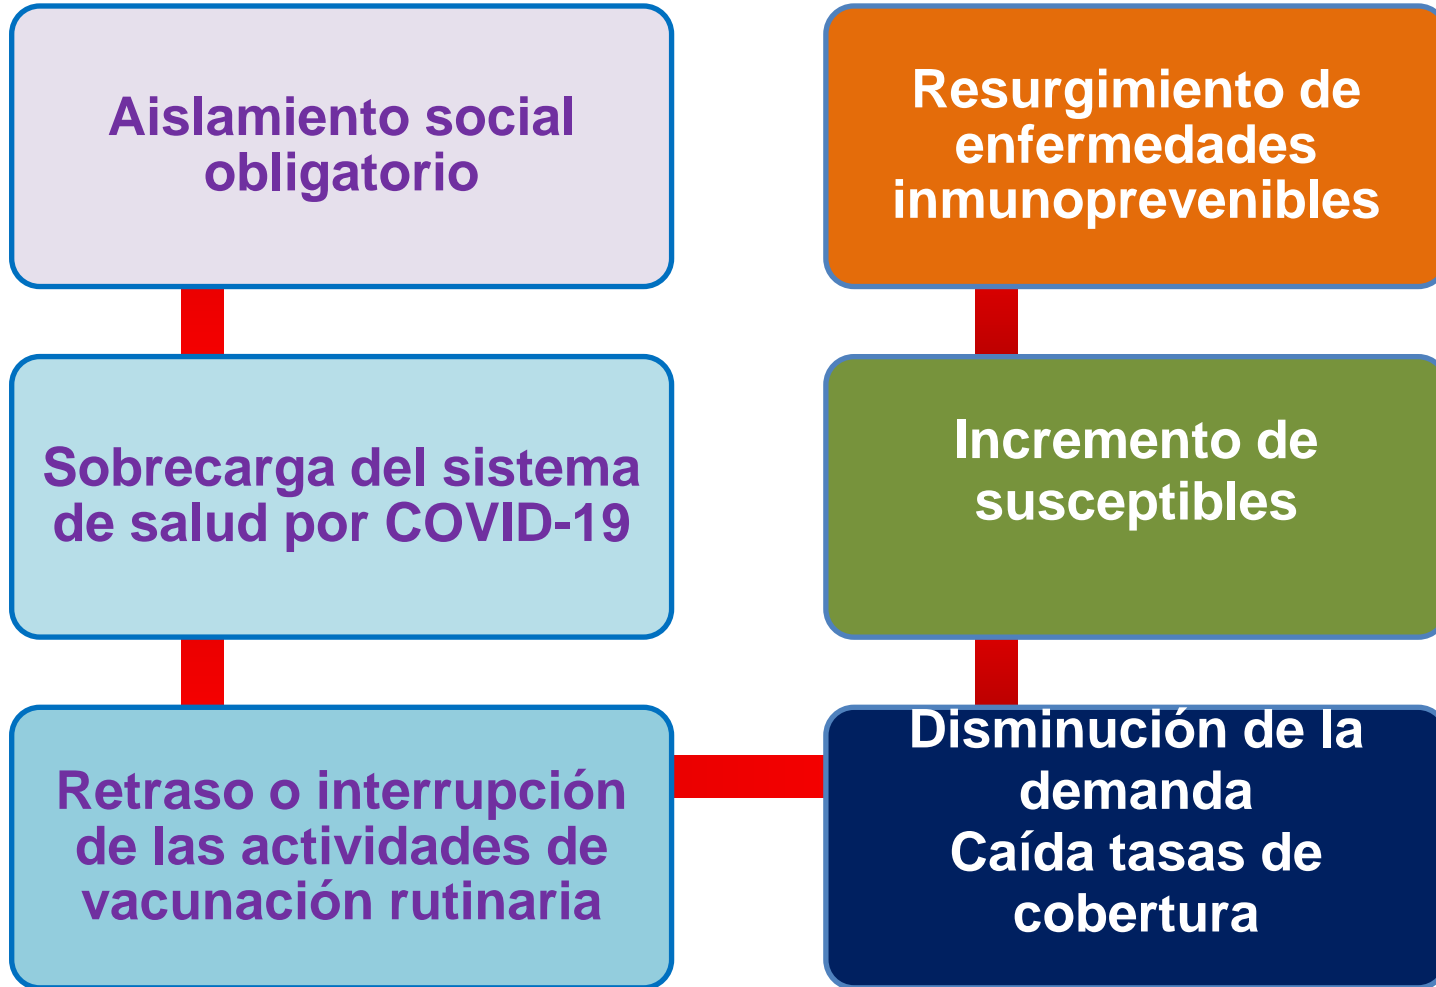 Aislamiento social
obligatorio
Sobrecarga del sistema
de salud por COVID-19
Retraso o interrupción
de las actividades de
vacunación rutinaria
Disminución de la
demanda
Caída tasas de
cobertura
Incremento de
susceptibles
Resurgimiento de
enfermedades
inmunoprevenibles